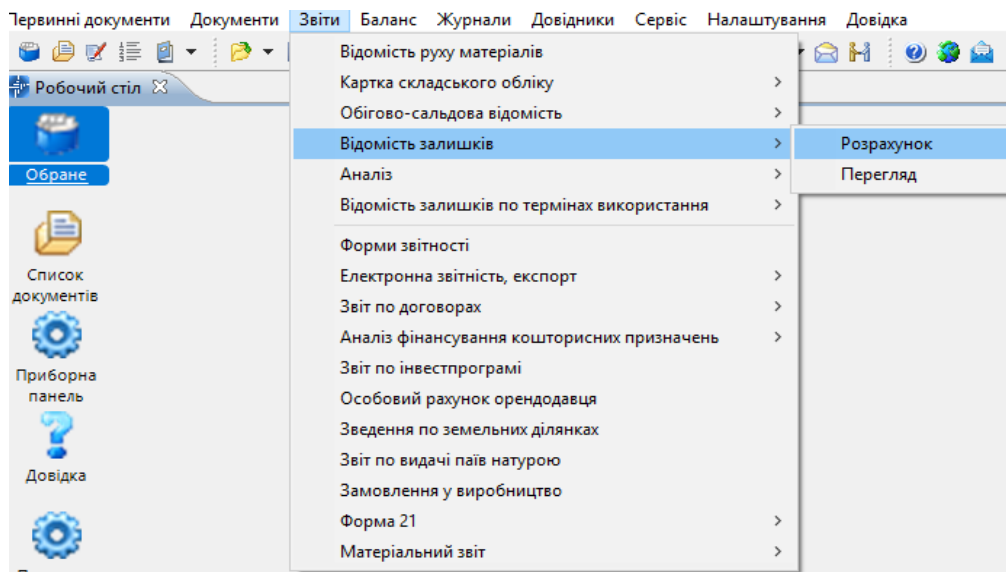 Первинні документи Документи Звіти Баланс Журнали Довідники Сервіс Налаштування Довідка
Робочий стіл
Обране
Список
документів
Приборна
панель
Довідка
Відомість руху матеріалів
Картка складського обліку
Обігово-сальдова відомість
Відомість залишків
Аналіз
Відомість залишків по термінах використання
Форми звітності
Електронна звітність, експорт
Звіт по договорах
Аналіз фінансування кошторисних призначень
Звіт по інвестпрограмі
Особовий рахунок орендодавця
Зведення по земельних ділянках
Звіт по видачі паїв натурою
Замовлення у виробництво
Форма 21
Матеріальний звіт
Розрахунок
Перегляд